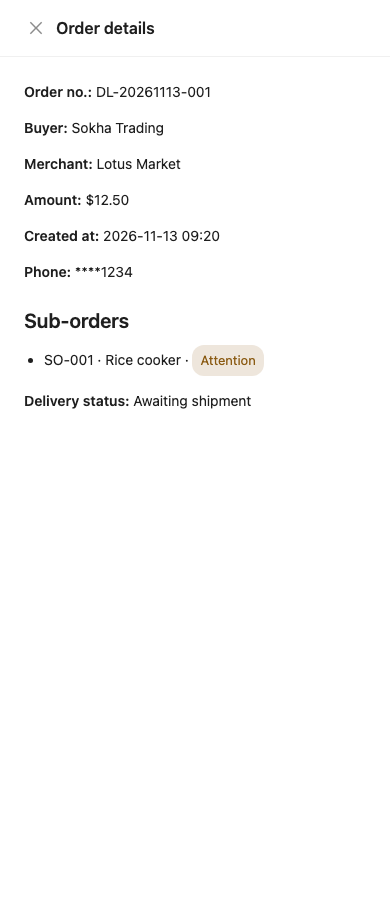 Order details
Order no.: DL-20261113-001
Buyer: Sokha Trading
Merchant: Lotus Market
Amount: $12.50
Created at: 2026-11-13 09:20
Phone: ****1234
Sub-orders
• SO-001 · Rice cooker · Attention
Delivery status: Awaiting shipment